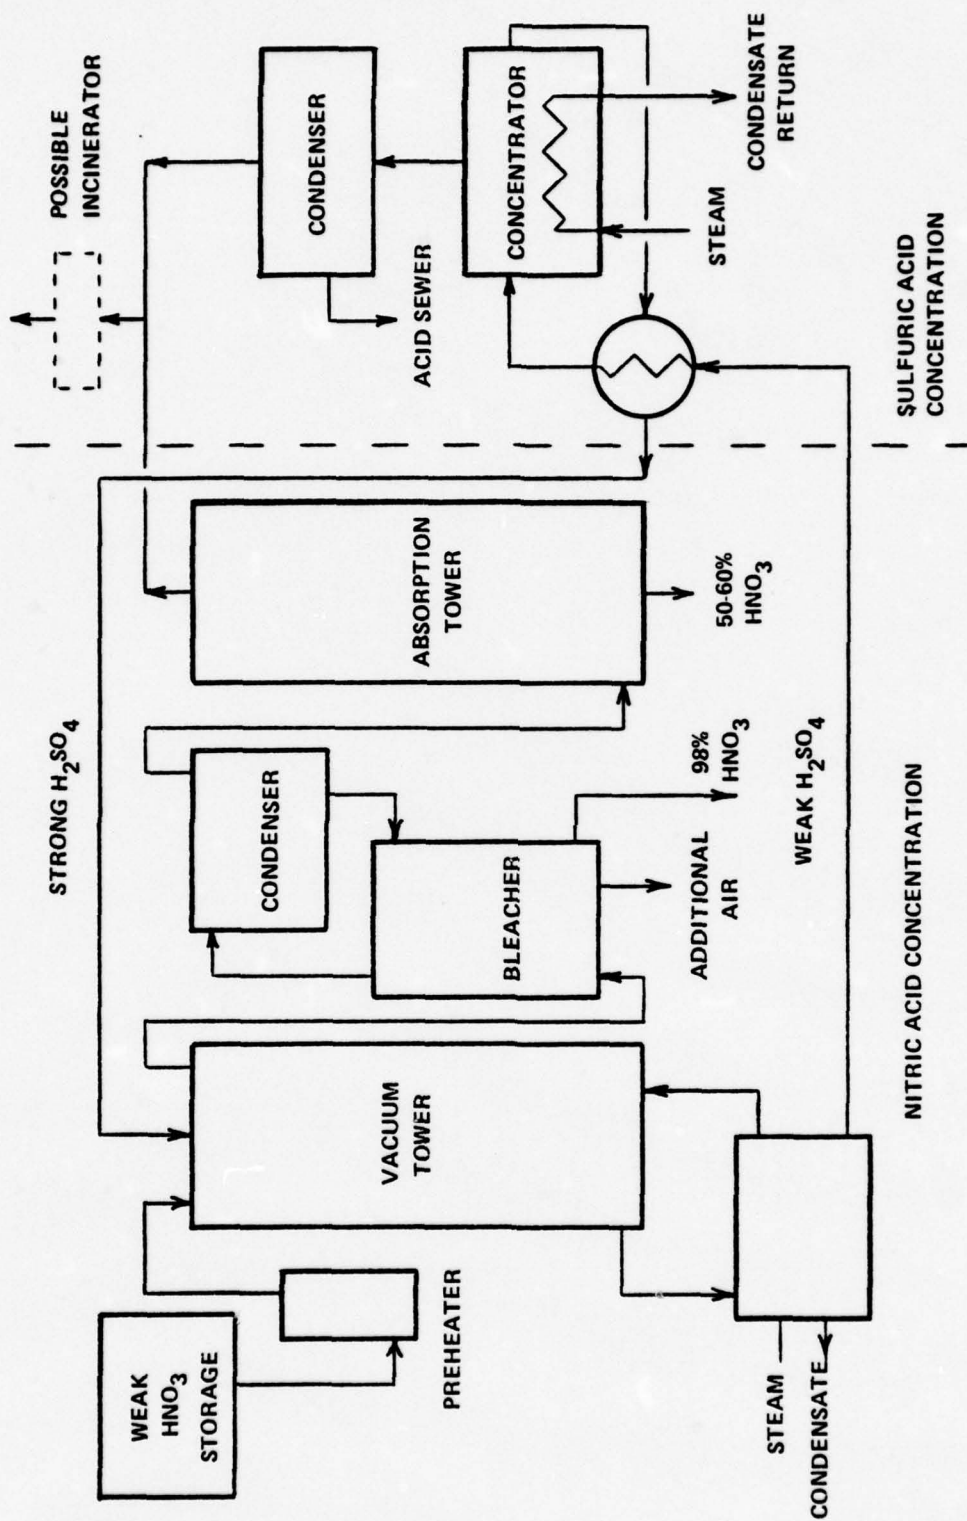 STRONG H₂SO₄
POSSIBLE
INCINERATOR
WEAK
HNO₃
STORAGE
PREHEATER
VACUUM
TOWER
CONDENSER
BLEACHER
ADDITIONAL
AIR
98%
HNO₃
ABSORPTION
TOWER
50-60%
HNO₃
CONDENSER
ACID SEWER
CONCENTRATOR
STEAM
CONDENSATE
RETURN
STEAM
CONDENSATE
WEAK H₂SO₄
NITRIC ACID CONCENTRATION
SULFURIC ACID
CONCENTRATION